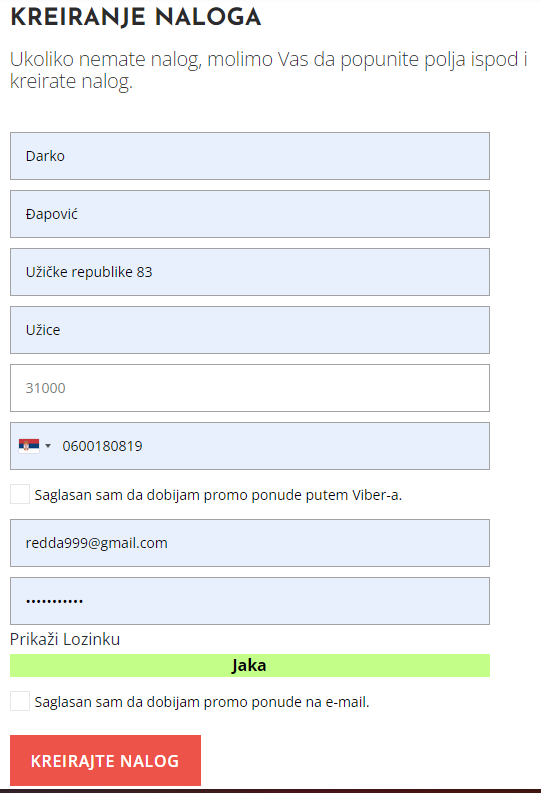 KREIRANJE NALOGA
Ukoliko nemate nalog, molimo Vas da popunite polja ispod i
kreirate nalog.
Darko
Đapović
Užičke republike 83
Užice
31000
0600180819
Saglasan sam da dobijam promo ponude putem Viber-a.
redda999@gmail.com
•••••••••••
Prikaži Lozinku
Jaka
Saglasan sam da dobijam promo ponude na e-mail.
KREIRAJTE NALOG